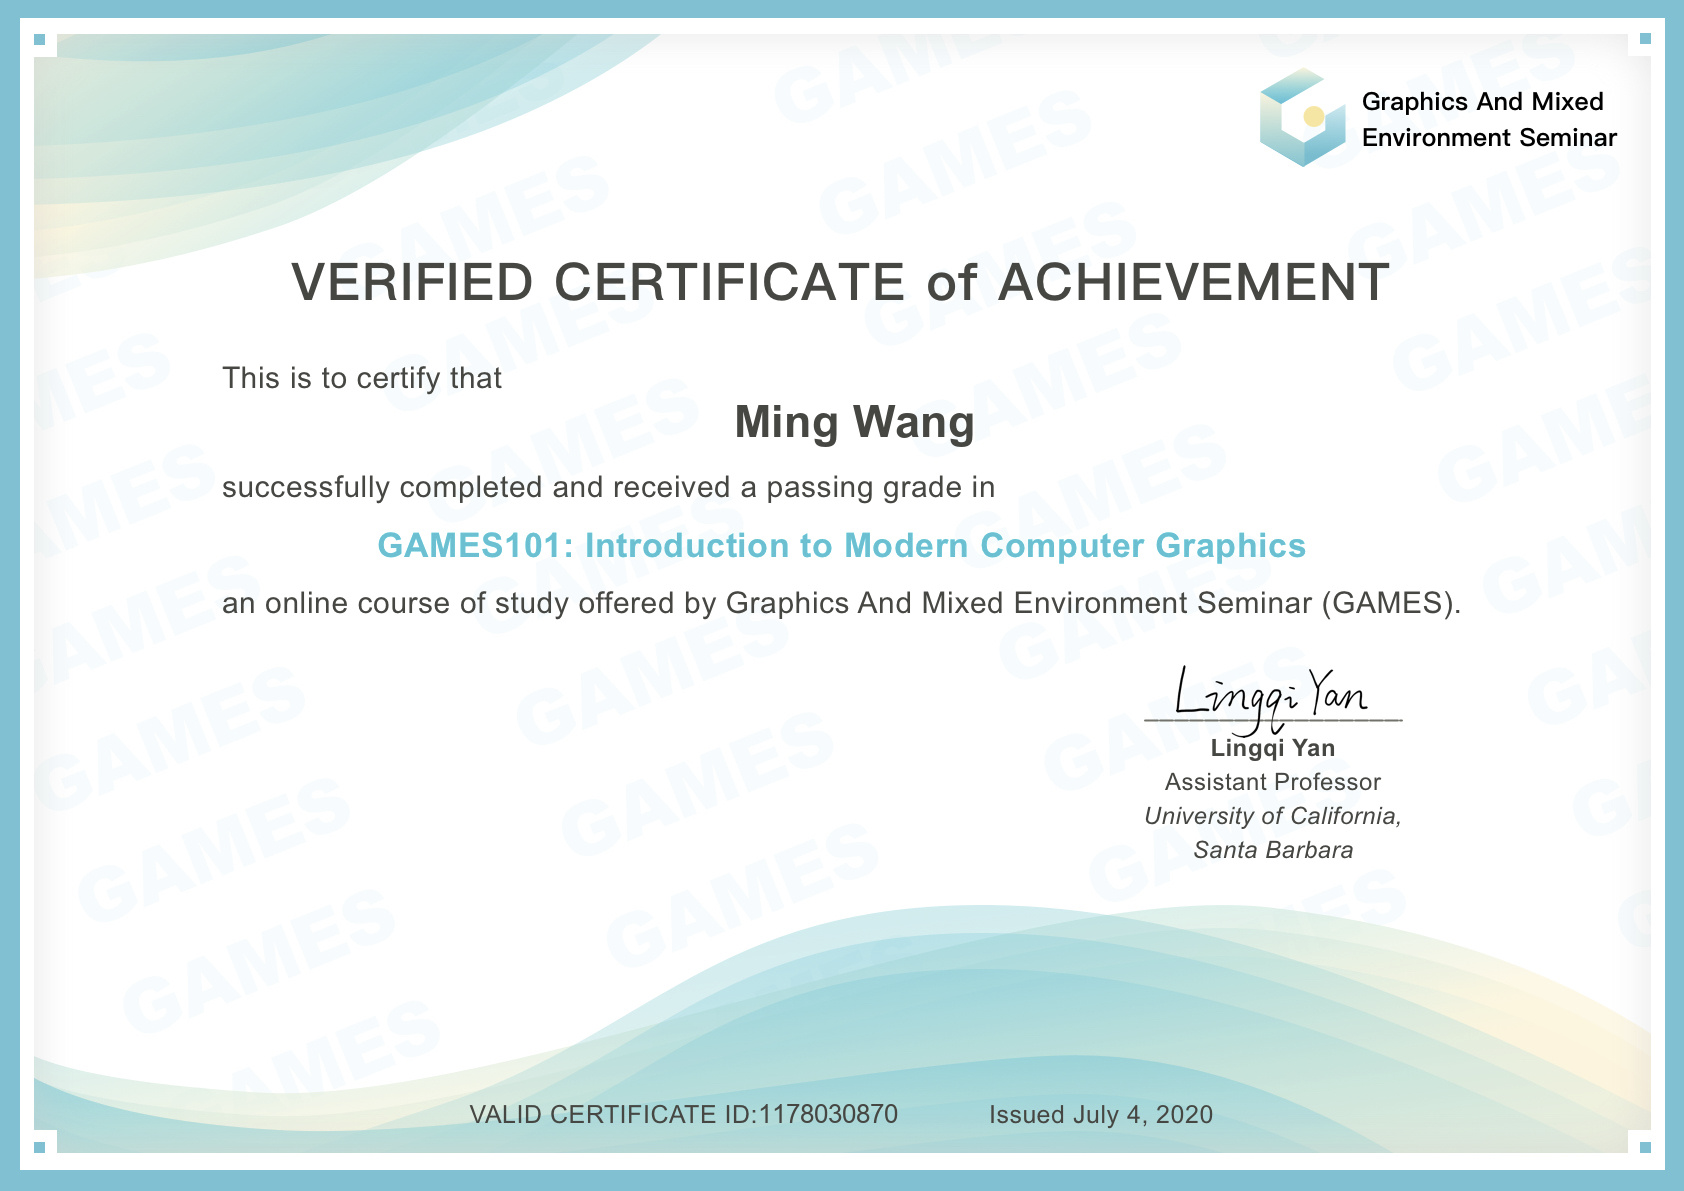 Graphics And Mixed
Environment Seminar
VERIFIED CERTIFICATE of ACHIEVEMENT
This is to certify that
Ming Wang
successfully completed and received a passing grade in
GAMES101: Introduction to Modern Computer Graphics
an online course of study offered by Graphics And Mixed Environment Seminar (GAMES).
Lingqi Yan
Lingqi Yan
Assistant Professor
University of California,
Santa Barbara
VALID CERTIFICATE ID:1178030870
Issued July 4, 2020